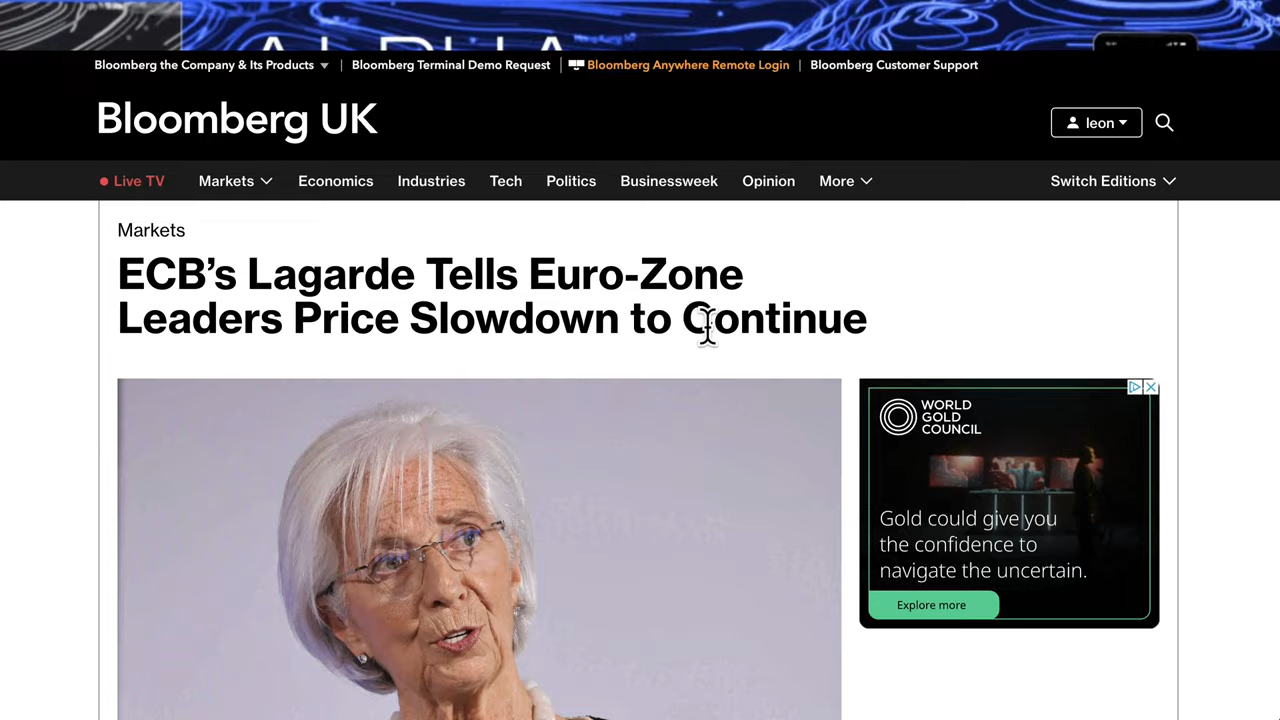 ALPHA
Bloomberg the Company & Its Products
Bloomberg Terminal Demo Request
Bloomberg Anywhere Remote Login
Bloomberg Customer Support
Bloomberg UK
leon
Live TV
Markets
Economics
Industries
Tech
Politics
Businessweek
Opinion
More
Switch Editions
Markets
ECB’s Lagarde Tells Euro-Zone
Leaders Price Slowdown to Continue
WORLD
GOLD
COUNCIL
Gold could give you
the confidence to
navigate the uncertain.
Explore more